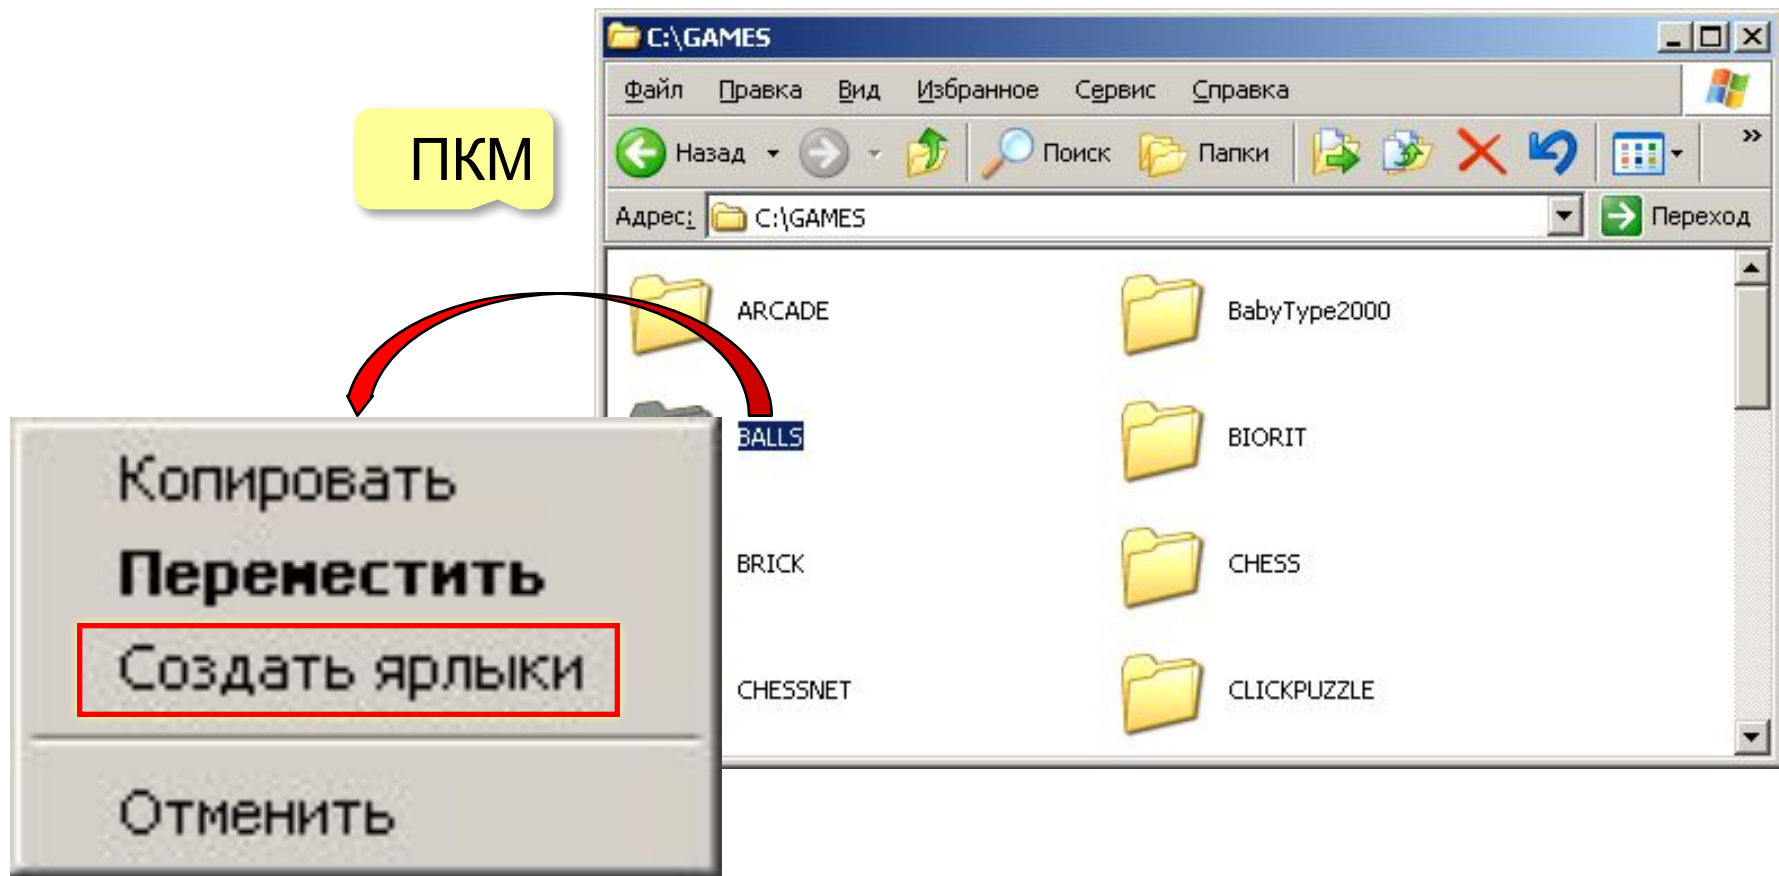 C:\GAMES
Файл Правка Вид Избранное Сервис Справка
ПКМ
Назад Поиск Папки »
Адрес: C:\GAMES Переход
ARCADE BabyType2000
BALLS BIORIT
BRICK CHESS
CHESSNET CLICKPUZZLE
Копировать
Переместить
Создать ярлыки
Отменить